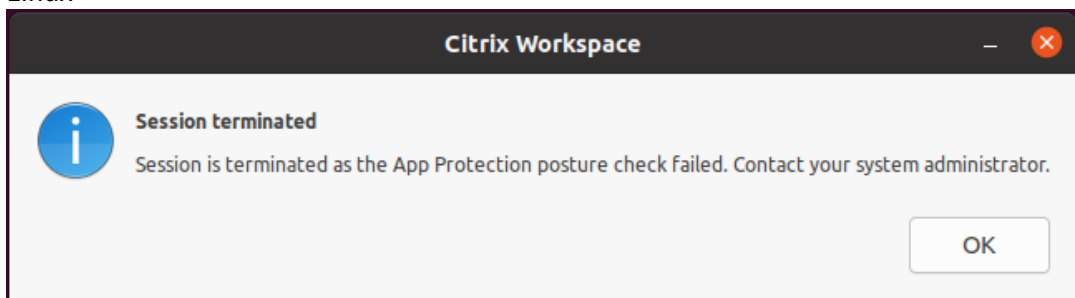 Citrix Workspace
Session terminated
Session is terminated as the App Protection posture check failed. Contact your system administrator.
OK